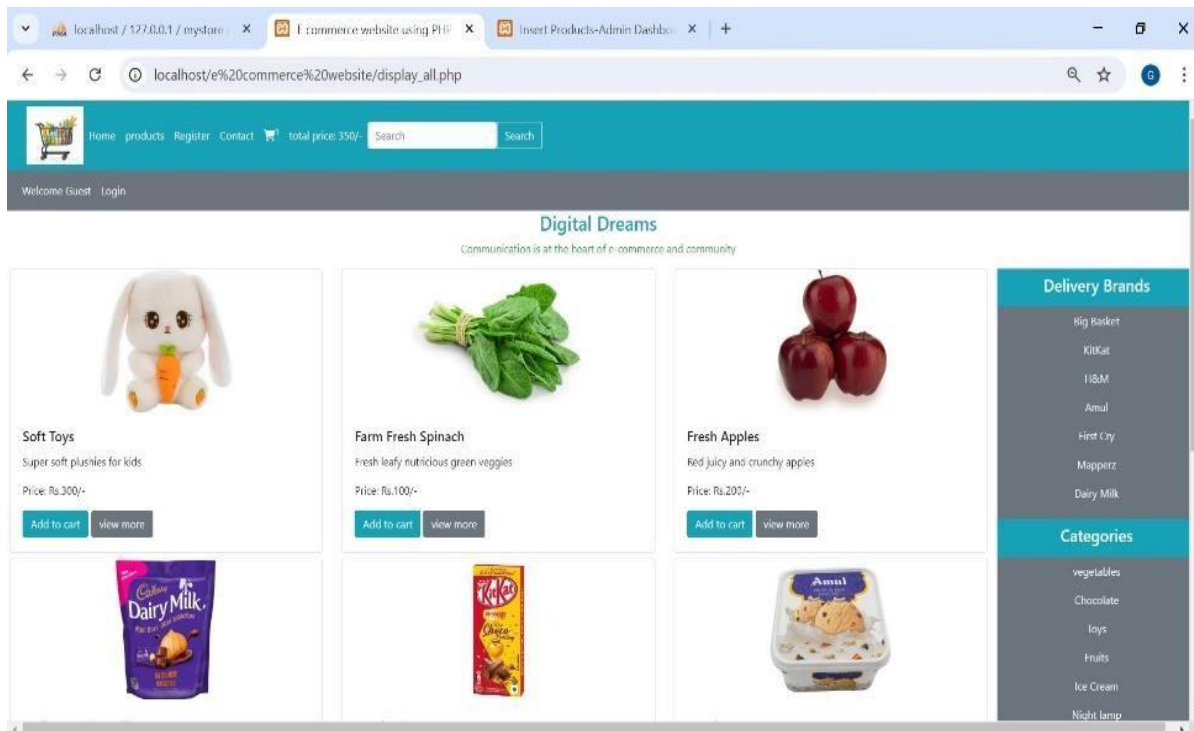 localhost / 127.0.0.1 / mystore
E commerce website using PHP
Insert Products-Admin Dashbo
localhost/e%20commerce%20website/display_all.php
G
Home products Register Contact 1 total price: 350/- Search Search
Welcome Guest Login
Digital Dreams
Communication is at the heart of e-commerce and community
Soft Toys
Super soft plushies for kids
Price: Rs.300/-
Add to cart view more
Farm Fresh Spinach
Fresh leafy nutricious green veggies
Price: Rs.100/-
Add to cart view more
Fresh Apples
Red juicy and crunchy apples
Price: Rs.200/-
Add to cart view more
Cadbury
Dairy Milk
KitKat
Amul
Delivery Brands
Big Basket
KitKat
H&M
Amul
First Cry
Mapperz
Dairy Milk
Categories
vegetables
Chocolate
Toys
Fruits
Ice Cream
Night lamp